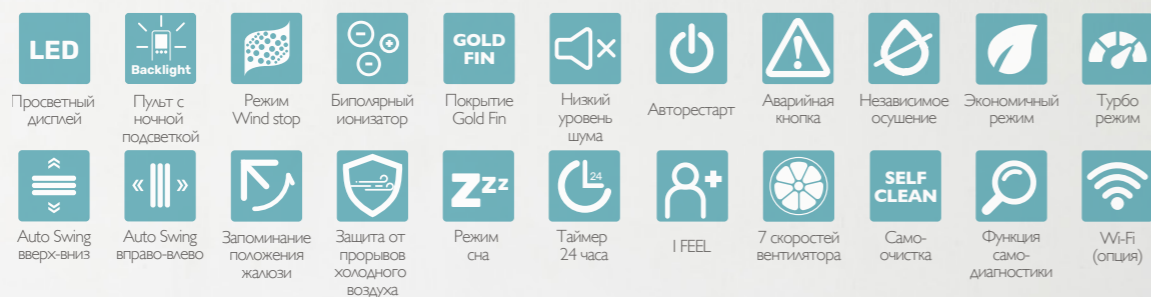 LED
Просветный
дисплей
Backlight
Пульт с
ночной
подсветкой
Режим
Wind stop
Биполярный
ионизатор
GOLD
FIN
Покрытие
Gold Fin
Низкий
уровень
шума
Авторестарт
Аварийная
кнопка
Независимое
осушение
Экономичный
режим
Турбо
режим
Auto Swing
вверх-вниз
Auto Swing
вправо-влево
Запоминание
положения
жалюзи
Защита от
прорывов
холодного
воздуха
ZZZ
Режим
сна
24
Таймер
24 часа
I FEEL
7 скоростей
вентилятора
SELF
CLEAN
Само-
очистка
Функция
само-
диагностики
Wi-Fi
(опция)